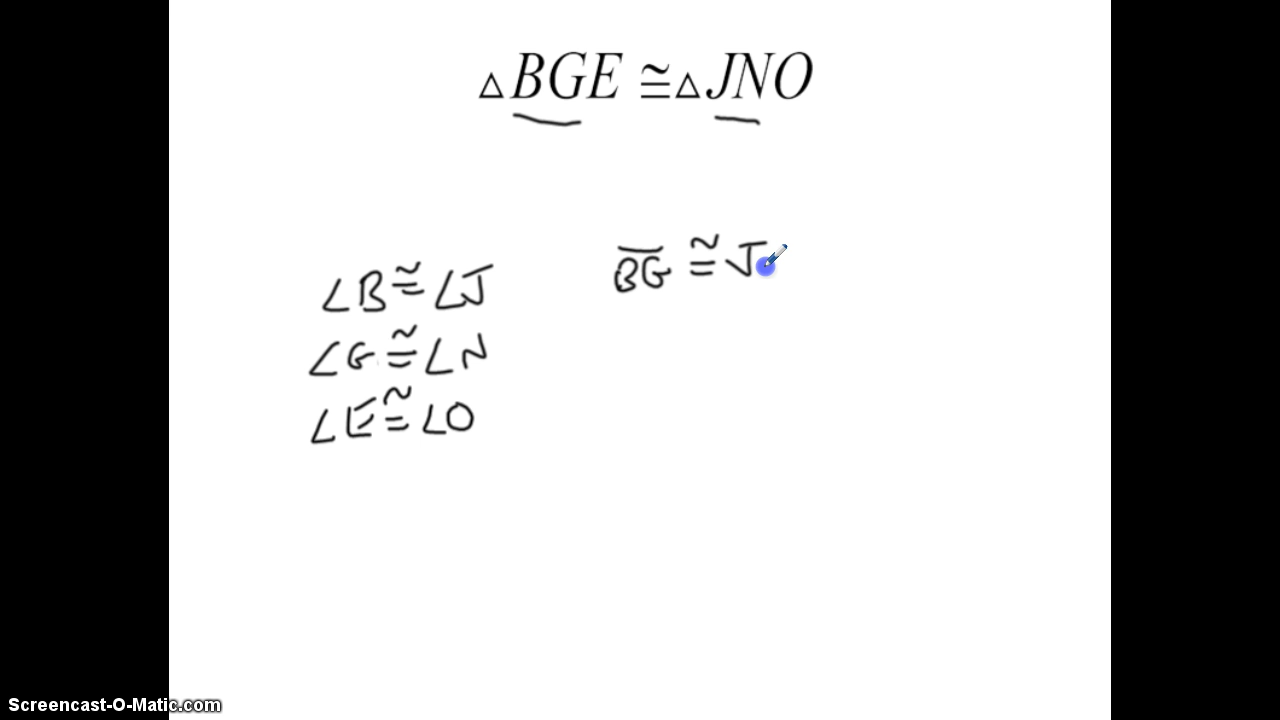 △BGE ≅ △JNO
∠B ≅ ∠J
BG ≅ J
∠G ≅ ∠N
∠E ≅ ∠O
Screencast-O-Matic.com